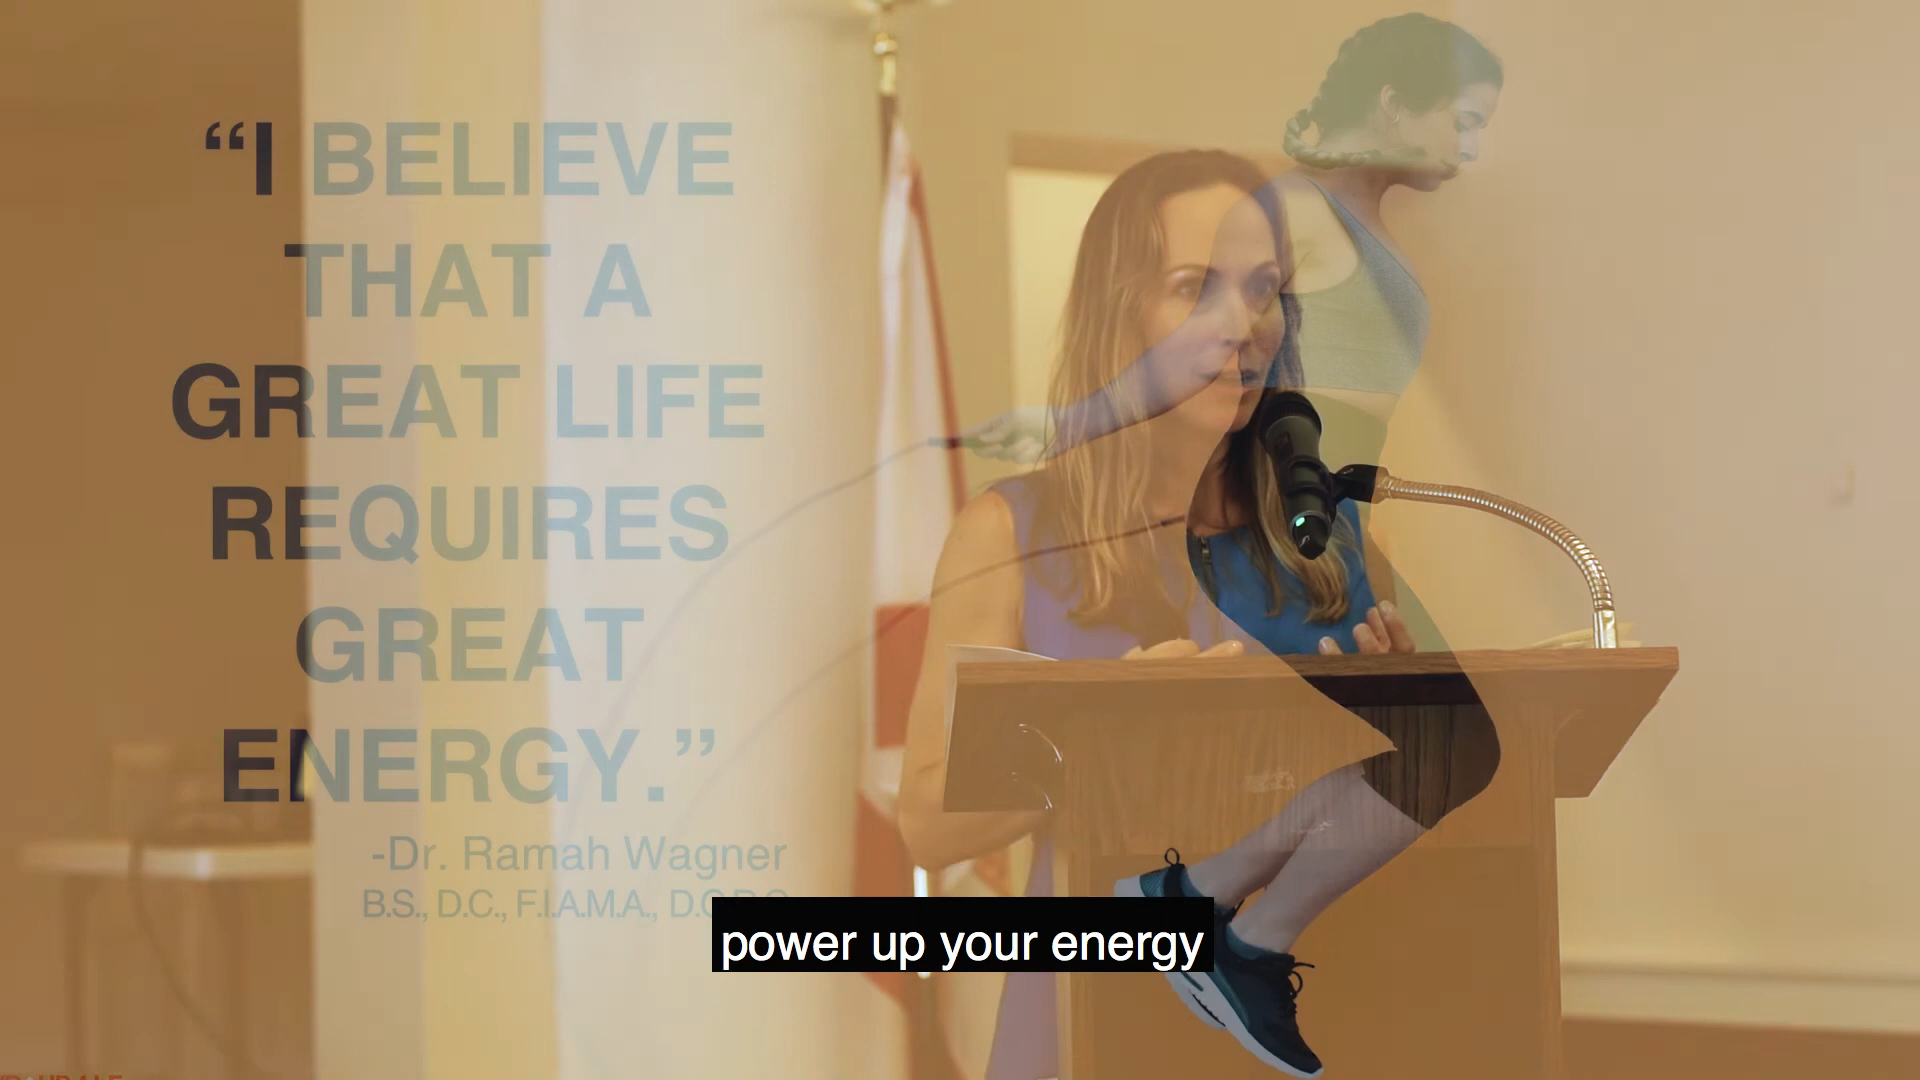 “I BELIEVE
THAT A
GREAT LIFE
REQUIRES
GREAT
ENERGY.”
-Dr. Ramah Wagner
B.S., D.C., F.I.A.M.A.,
power up your energy